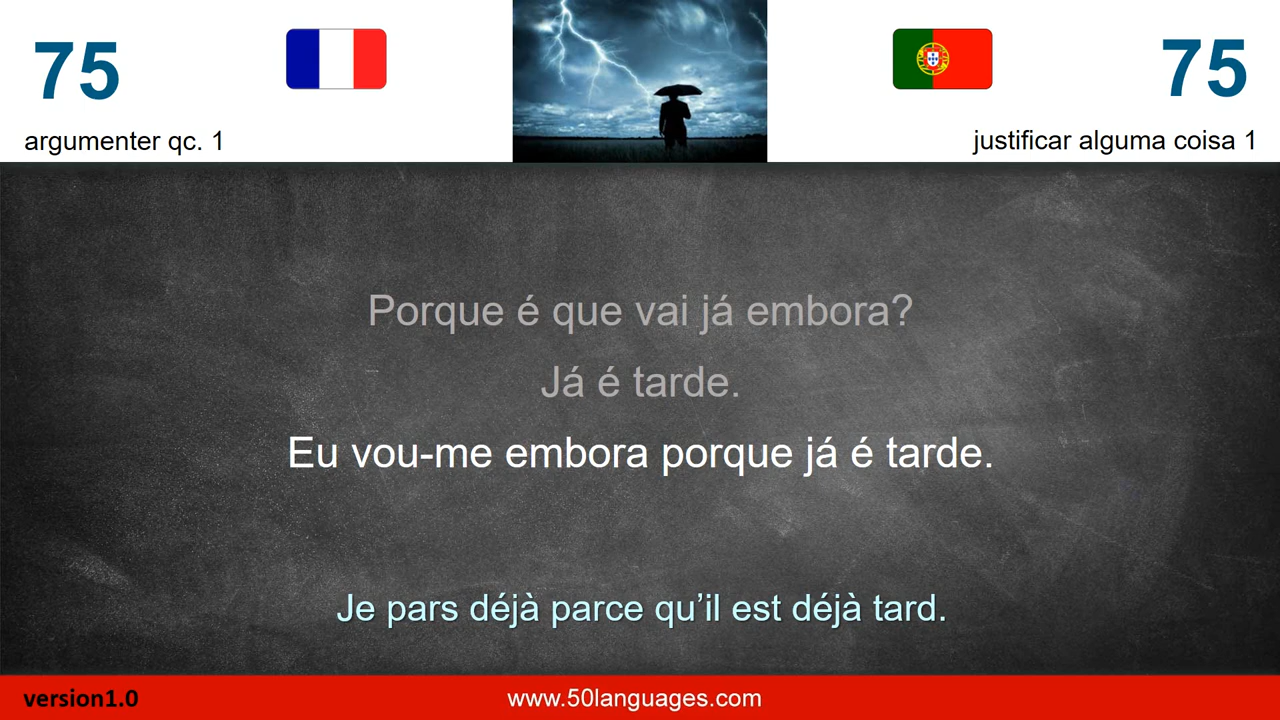 75
75
argumenter qc. 1
justificar alguma coisa 1
Porque é que vai já embora?
Já é tarde.
Eu vou-me embora porque já é tarde.
Je pars déjà parce qu’il est déjà tard.
version1.0
www.50languages.com